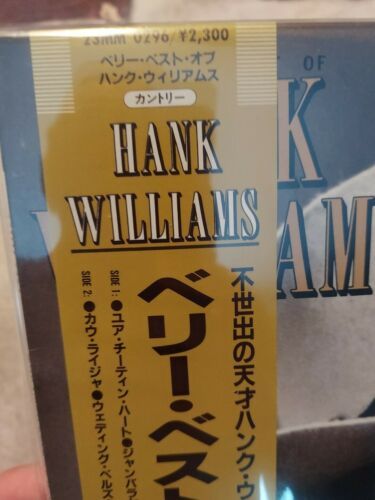 23MM 0296/¥2,300
ベリー・ベスト・オブ
ハンク・ウィリアムス
カントリー
HANK
WILLIAMS
不世出の天才ハンク・ウ
ベリー・ベスト
SIDE 1:●ユア・チーティン・ハート●ジャンバラ
SIDE 2:●カウ・ライジャ●ウェディング・ベルズ
OF
K
AM